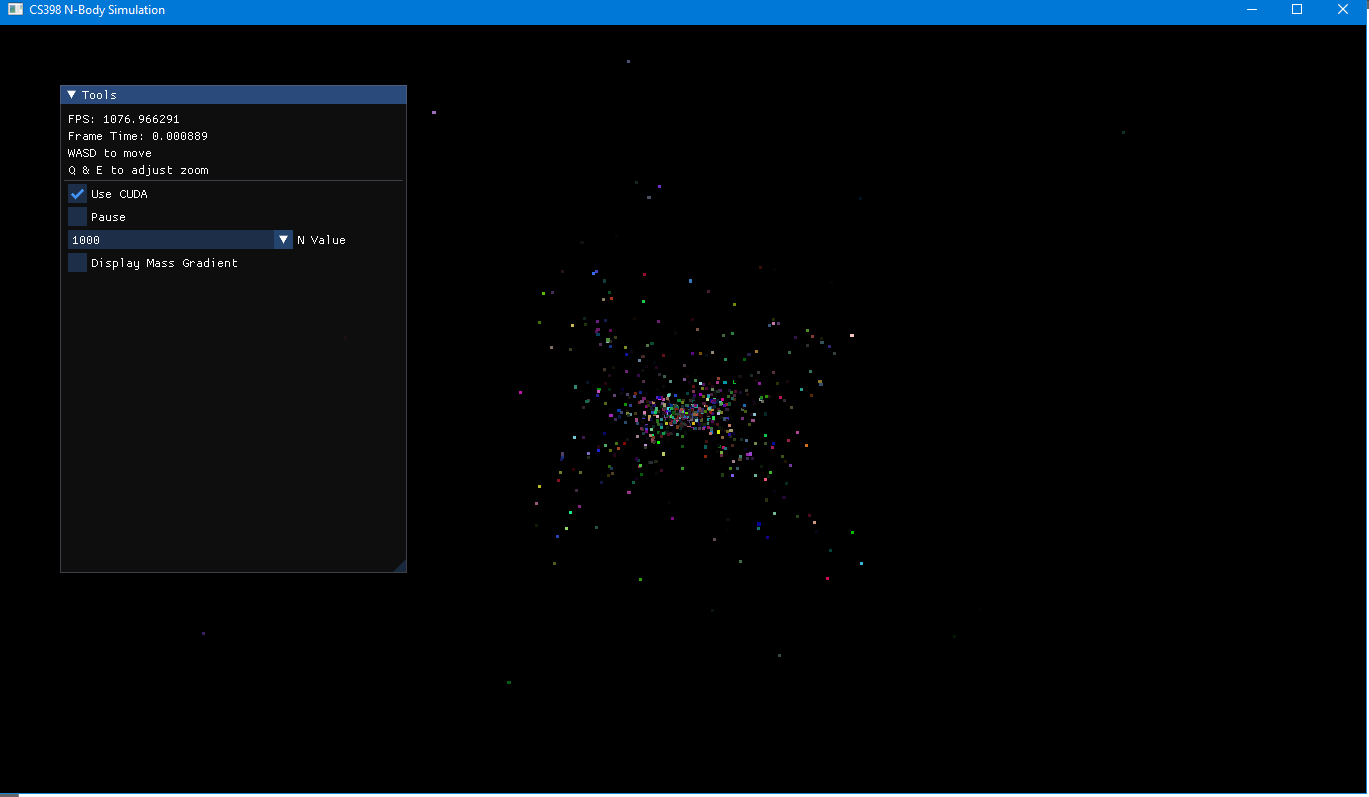 CS398 N-Body Simulation
Tools
FPS: 1076.966291
Frame Time: 0.000889
WASD to move
Q & E to adjust zoom
Use CUDA
Pause
1000 N Value
Display Mass Gradient